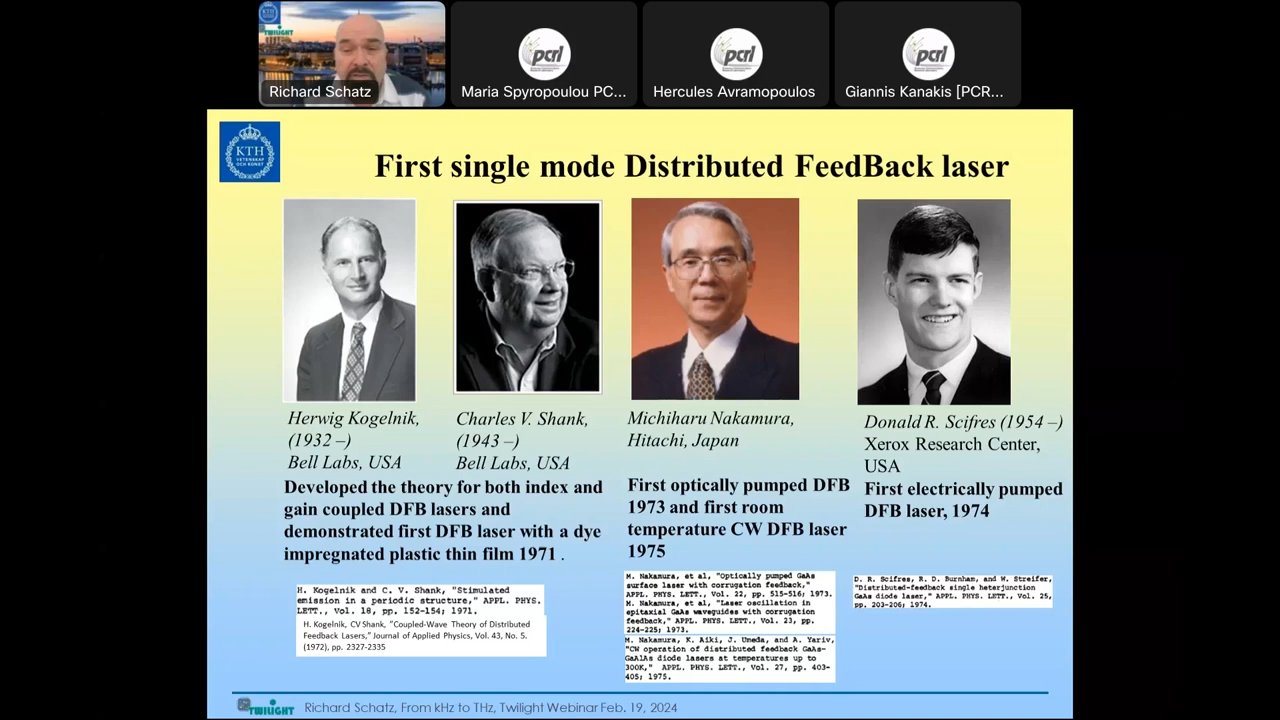 TWILIGHT
Richard Schatz
pcrl
Maria Spyropoulou PC...
pcrl
Hercules Avramopoulos
pcrl
Giannis Kanakis [PCR...
KTH
VETENSKAP
OCH KONST
First single mode Distributed FeedBack laser
Herwig Kogelnik,
(1932 –)
Bell Labs, USA
Charles V. Shank,
(1943 –)
Bell Labs, USA
Developed the theory for both index and
gain coupled DFB lasers and
demonstrated first DFB laser with a dye
impregnated plastic thin film 1971 .
H. Kogelnik and C. V. Shank, "Stimulated
emission in a periodic structure," APPL. PHYS.
LETT., Vol. 18, pp. 152-154; 1971.
H. Kogelnik, CV Shank, "Coupled-Wave Theory of Distributed
Feedback Lasers," Journal of Applied Physics, Vol. 43, No. 5.
(1972), pp. 2327-2335
Michiharu Nakamura,
Hitachi, Japan
First optically pumped DFB
1973 and first room
temperature CW DFB laser
1975
M. Nakamura, et al, "Optically pumped GaAs
surface laser with corrugation feedback,"
APPL. PHYS. LETT., Vol. 22, pp. 515-516; 1973.
M. Nakamura, et al, "Laser oscillation in
epitaxial GaAs waveguides with corrugation
feedback," APPL. PHYS. LETT., Vol. 23, pp.
224-225; 1973.
M. Nakamura, K. Aiki, J. Umeda, and A. Yariv,
"CW operation of distributed feedback GaAs-
GaAlAs diode lasers at temperatures up to
300K," APPL. PHYS. LETT., Vol. 27, pp. 403-
405; 1975.
Donald R. Scifres (1954 –)
Xerox Research Center,
USA
First electrically pumped
DFB laser, 1974
D. R. Scifres, R. D. Burnham, and W. Streifer,
"Distributed-feedback single heterjunction
GaAs diode laser," APPL. PHYS. LETT., Vol. 25,
pp. 203-206; 1974.
TWILIGHT
Richard Schatz, From kHz to THz, Twilight Webinar Feb. 19, 2024